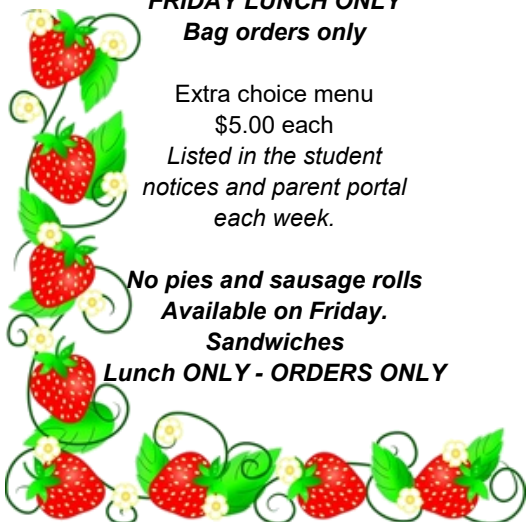 FRIDAY LUNCH ONLY
Bag orders only
Extra choice menu
$5.00 each
Listed in the student
notices and parent portal
each week.
No pies and sausage rolls
Available on Friday.
Sandwiches
Lunch ONLY - ORDERS ONLY